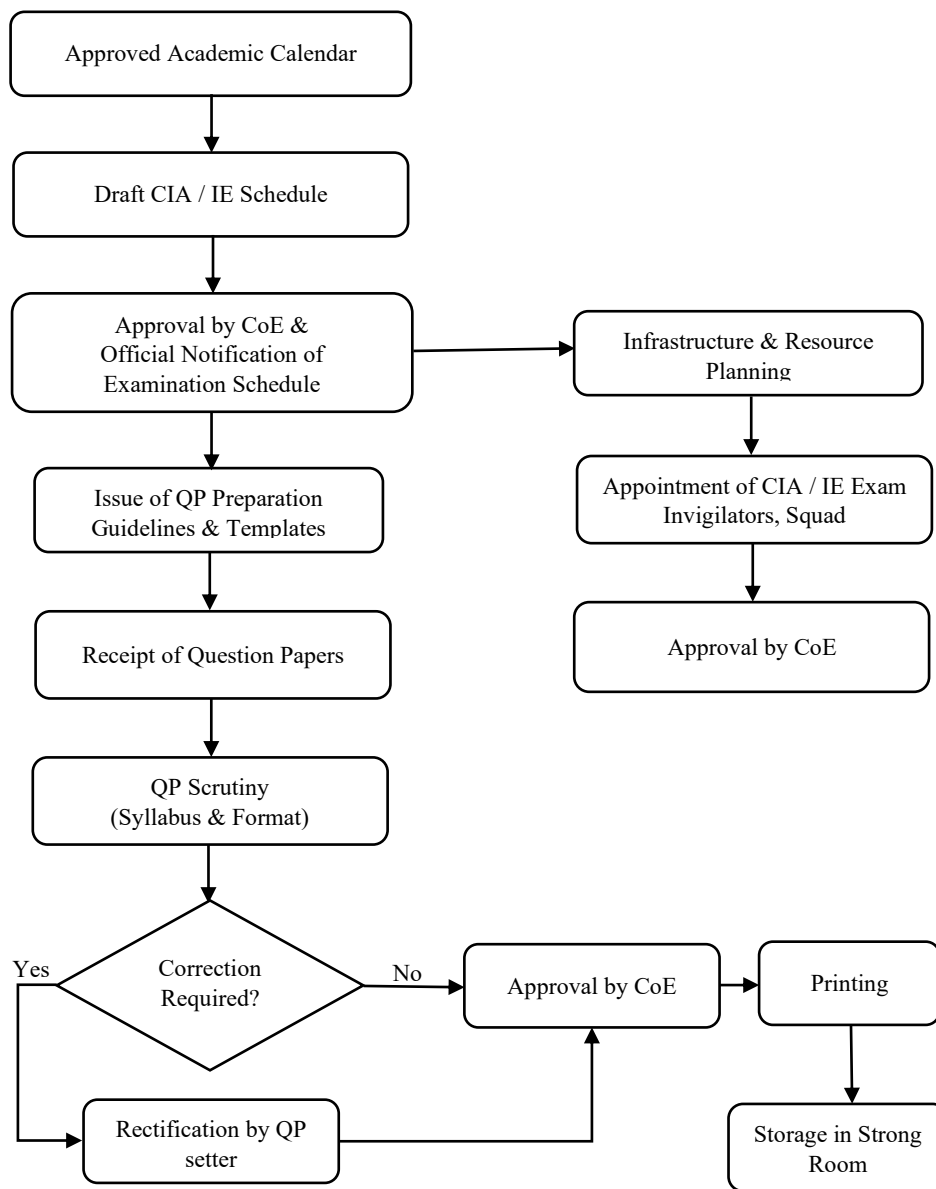 Approved Academic Calendar
Draft CIA / IE Schedule
Approval by CoE &
Official Notification of
Examination Schedule
Infrastructure & Resource
Planning
Issue of QP Preparation
Guidelines & Templates
Appointment of CIA / IE Exam
Invigilators, Squad
Receipt of Question Papers
Approval by CoE
QP Scrutiny
(Syllabus & Format)
Yes
Correction
Required?
No
Approval by CoE
Printing
Rectification by QP
setter
Storage in Strong
Room